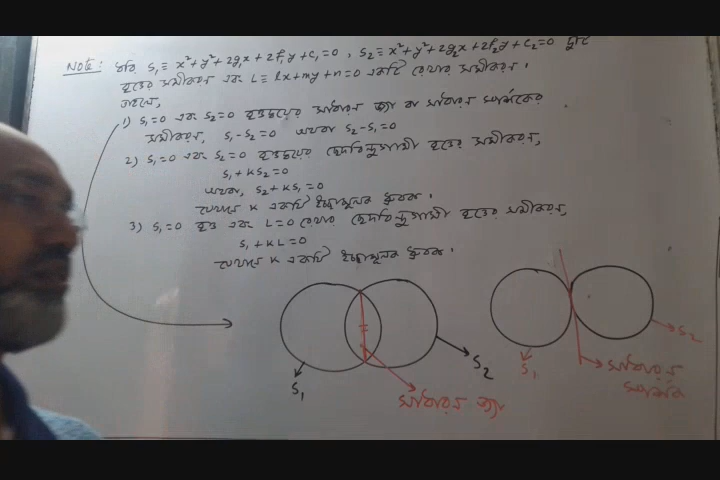 NOTE: ধরি S₁ ≡ x²+y²+2g₁x+2f₁y+c₁=0 , S₂ ≡ x²+y²+2g₂x+2f₂y+c₂=0 দুটি
বৃত্তের সমীকরণ এবং L ≡ lx+my+n=0 একটি রেখার সমীকরণ।
তাহলে,
1) S₁=0 এবং S₂=0 বৃত্তদ্বয়ের সাধারণ জ্যা বা সাধারণ স্পর্শকের
সমীকরণ, S₁-S₂=0 অথবা S₂-S₁=0
2) S₁=0 এবং S₂=0 বৃত্তদ্বয়ের ছেদবিন্দুগামী বৃত্তের সমীকরণ,
S₁+KS₂=0
অথবা, S₂+KS₁=0
যেখানে K একটি ইচ্ছামূলক ধ্রুবক।
3) S₁=0 বৃত্ত এবং L=0 রেখার ছেদবিন্দুগামী বৃত্তের সমীকরণ,
S₁+KL=0
যেখানে K একটি ইচ্ছামূলক ধ্রুবক।
S₁
S₂
সাধারণ জ্যা
S₁
S₂
সাধারণ
স্পর্শক